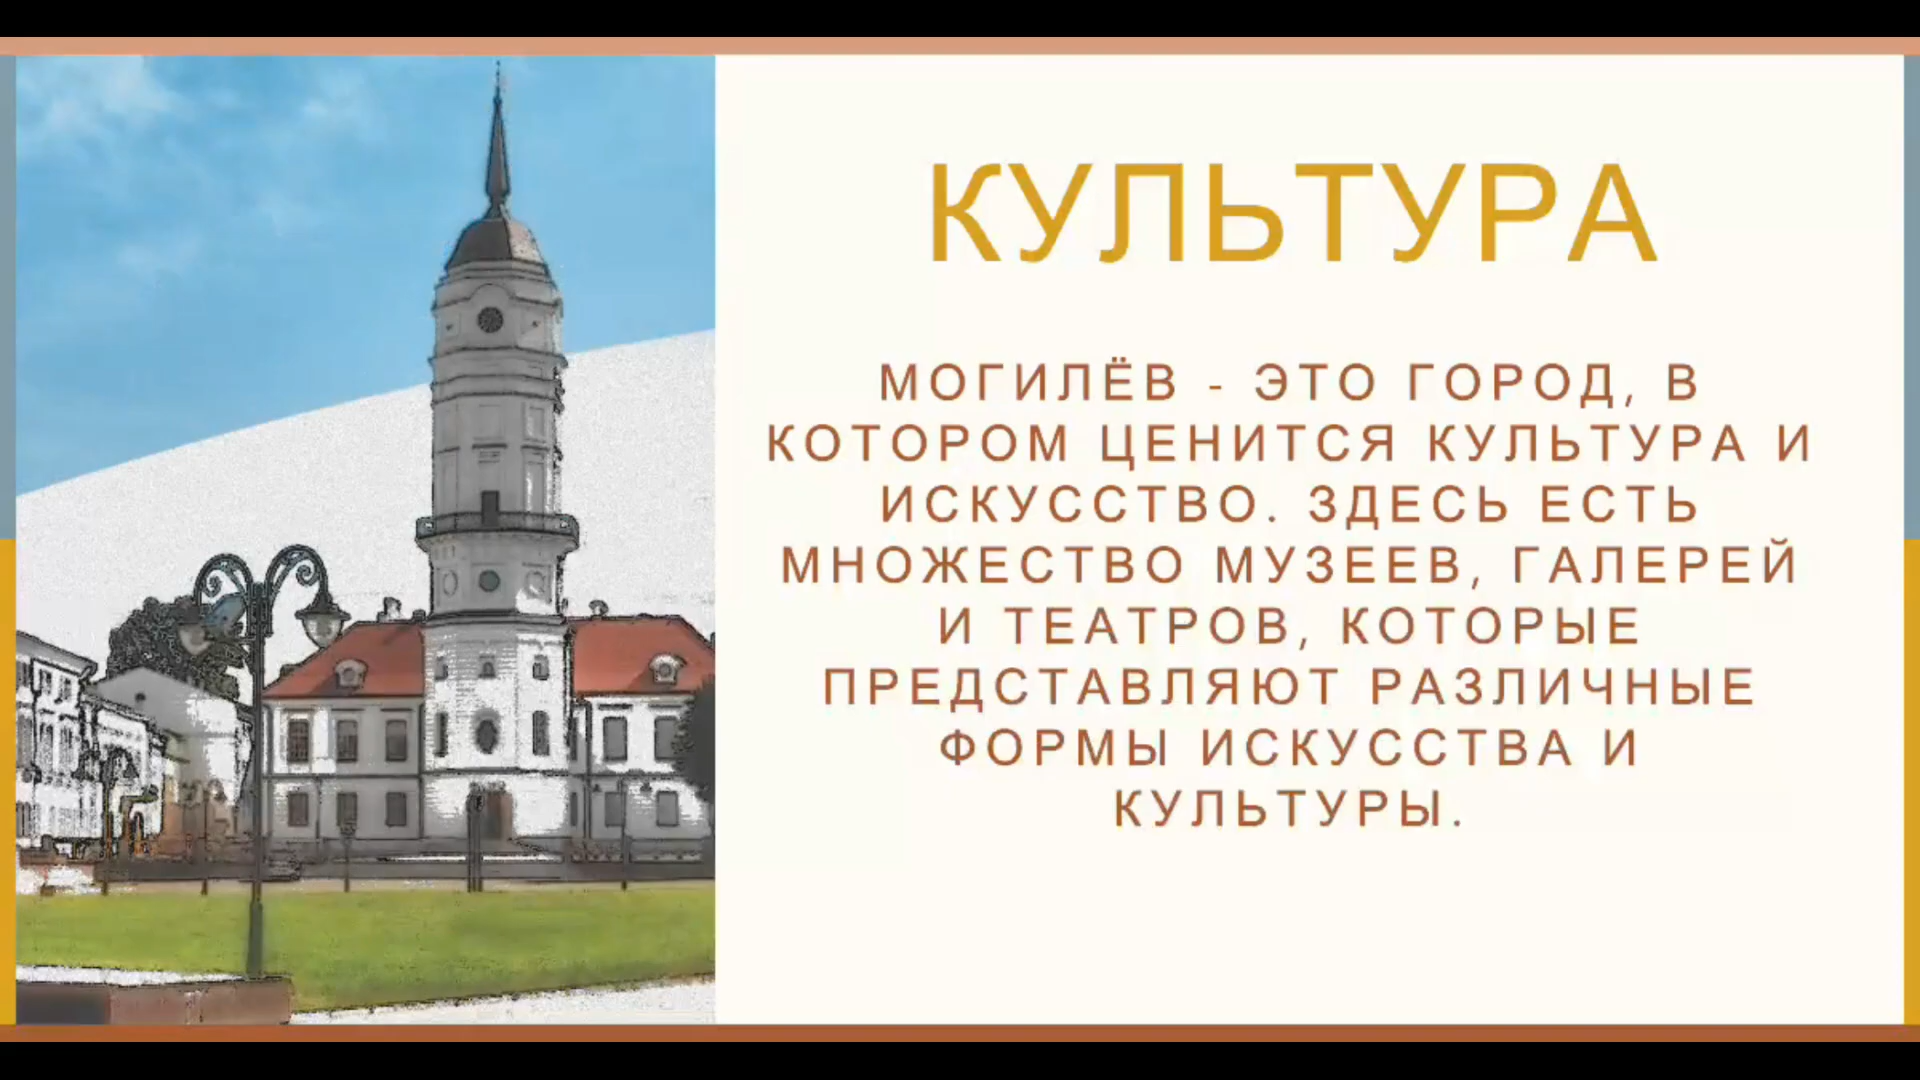 КУЛЬТУРА
МОГИЛЁВ - ЭТО ГОРОД, В
КОТОРОМ ЦЕНИТСЯ КУЛЬТУРА И
ИСКУССТВО. ЗДЕСЬ ЕСТЬ
МНОЖЕСТВО МУЗЕЕВ, ГАЛЕРЕЙ
И ТЕАТРОВ, КОТОРЫЕ
ПРЕДСТАВЛЯЮТ РАЗЛИЧНЫЕ
ФОРМЫ ИСКУССТВА И
КУЛЬТУРЫ.